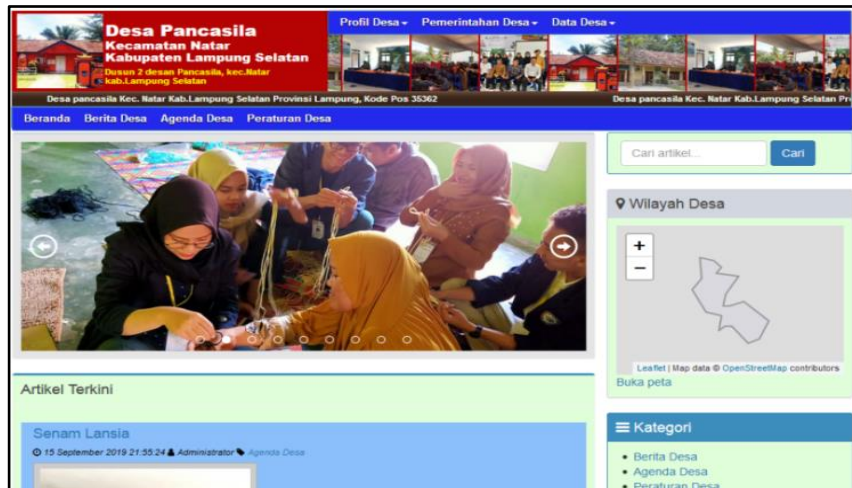 Desa Pancasila
Kecamatan Natar
Kabupaten Lampung Selatan
Dusun 2 desan Pancasila, kec.Natar
kab.Lampung Selatan
Profil Desa Pemerintahan Desa Data Desa
Desa pancasila Kec. Natar Kab.Lampung Selatan Provinsi Lampung, Kode Pos 35362
Desa pancasila Kec. Natar Kab.Lampung Selatan Pr
Beranda Berita Desa Agenda Desa Peraturan Desa
Cari artikel... Cari
Wilayah Desa
+
−
Leaflet | Map data © OpenStreetMap contributors
Buka peta
Artikel Terkini
Senam Lansia
15 September 2019 21:55:24 Administrator Agenda Desa
Kategori
Berita Desa
Agenda Desa
Peraturan Desa